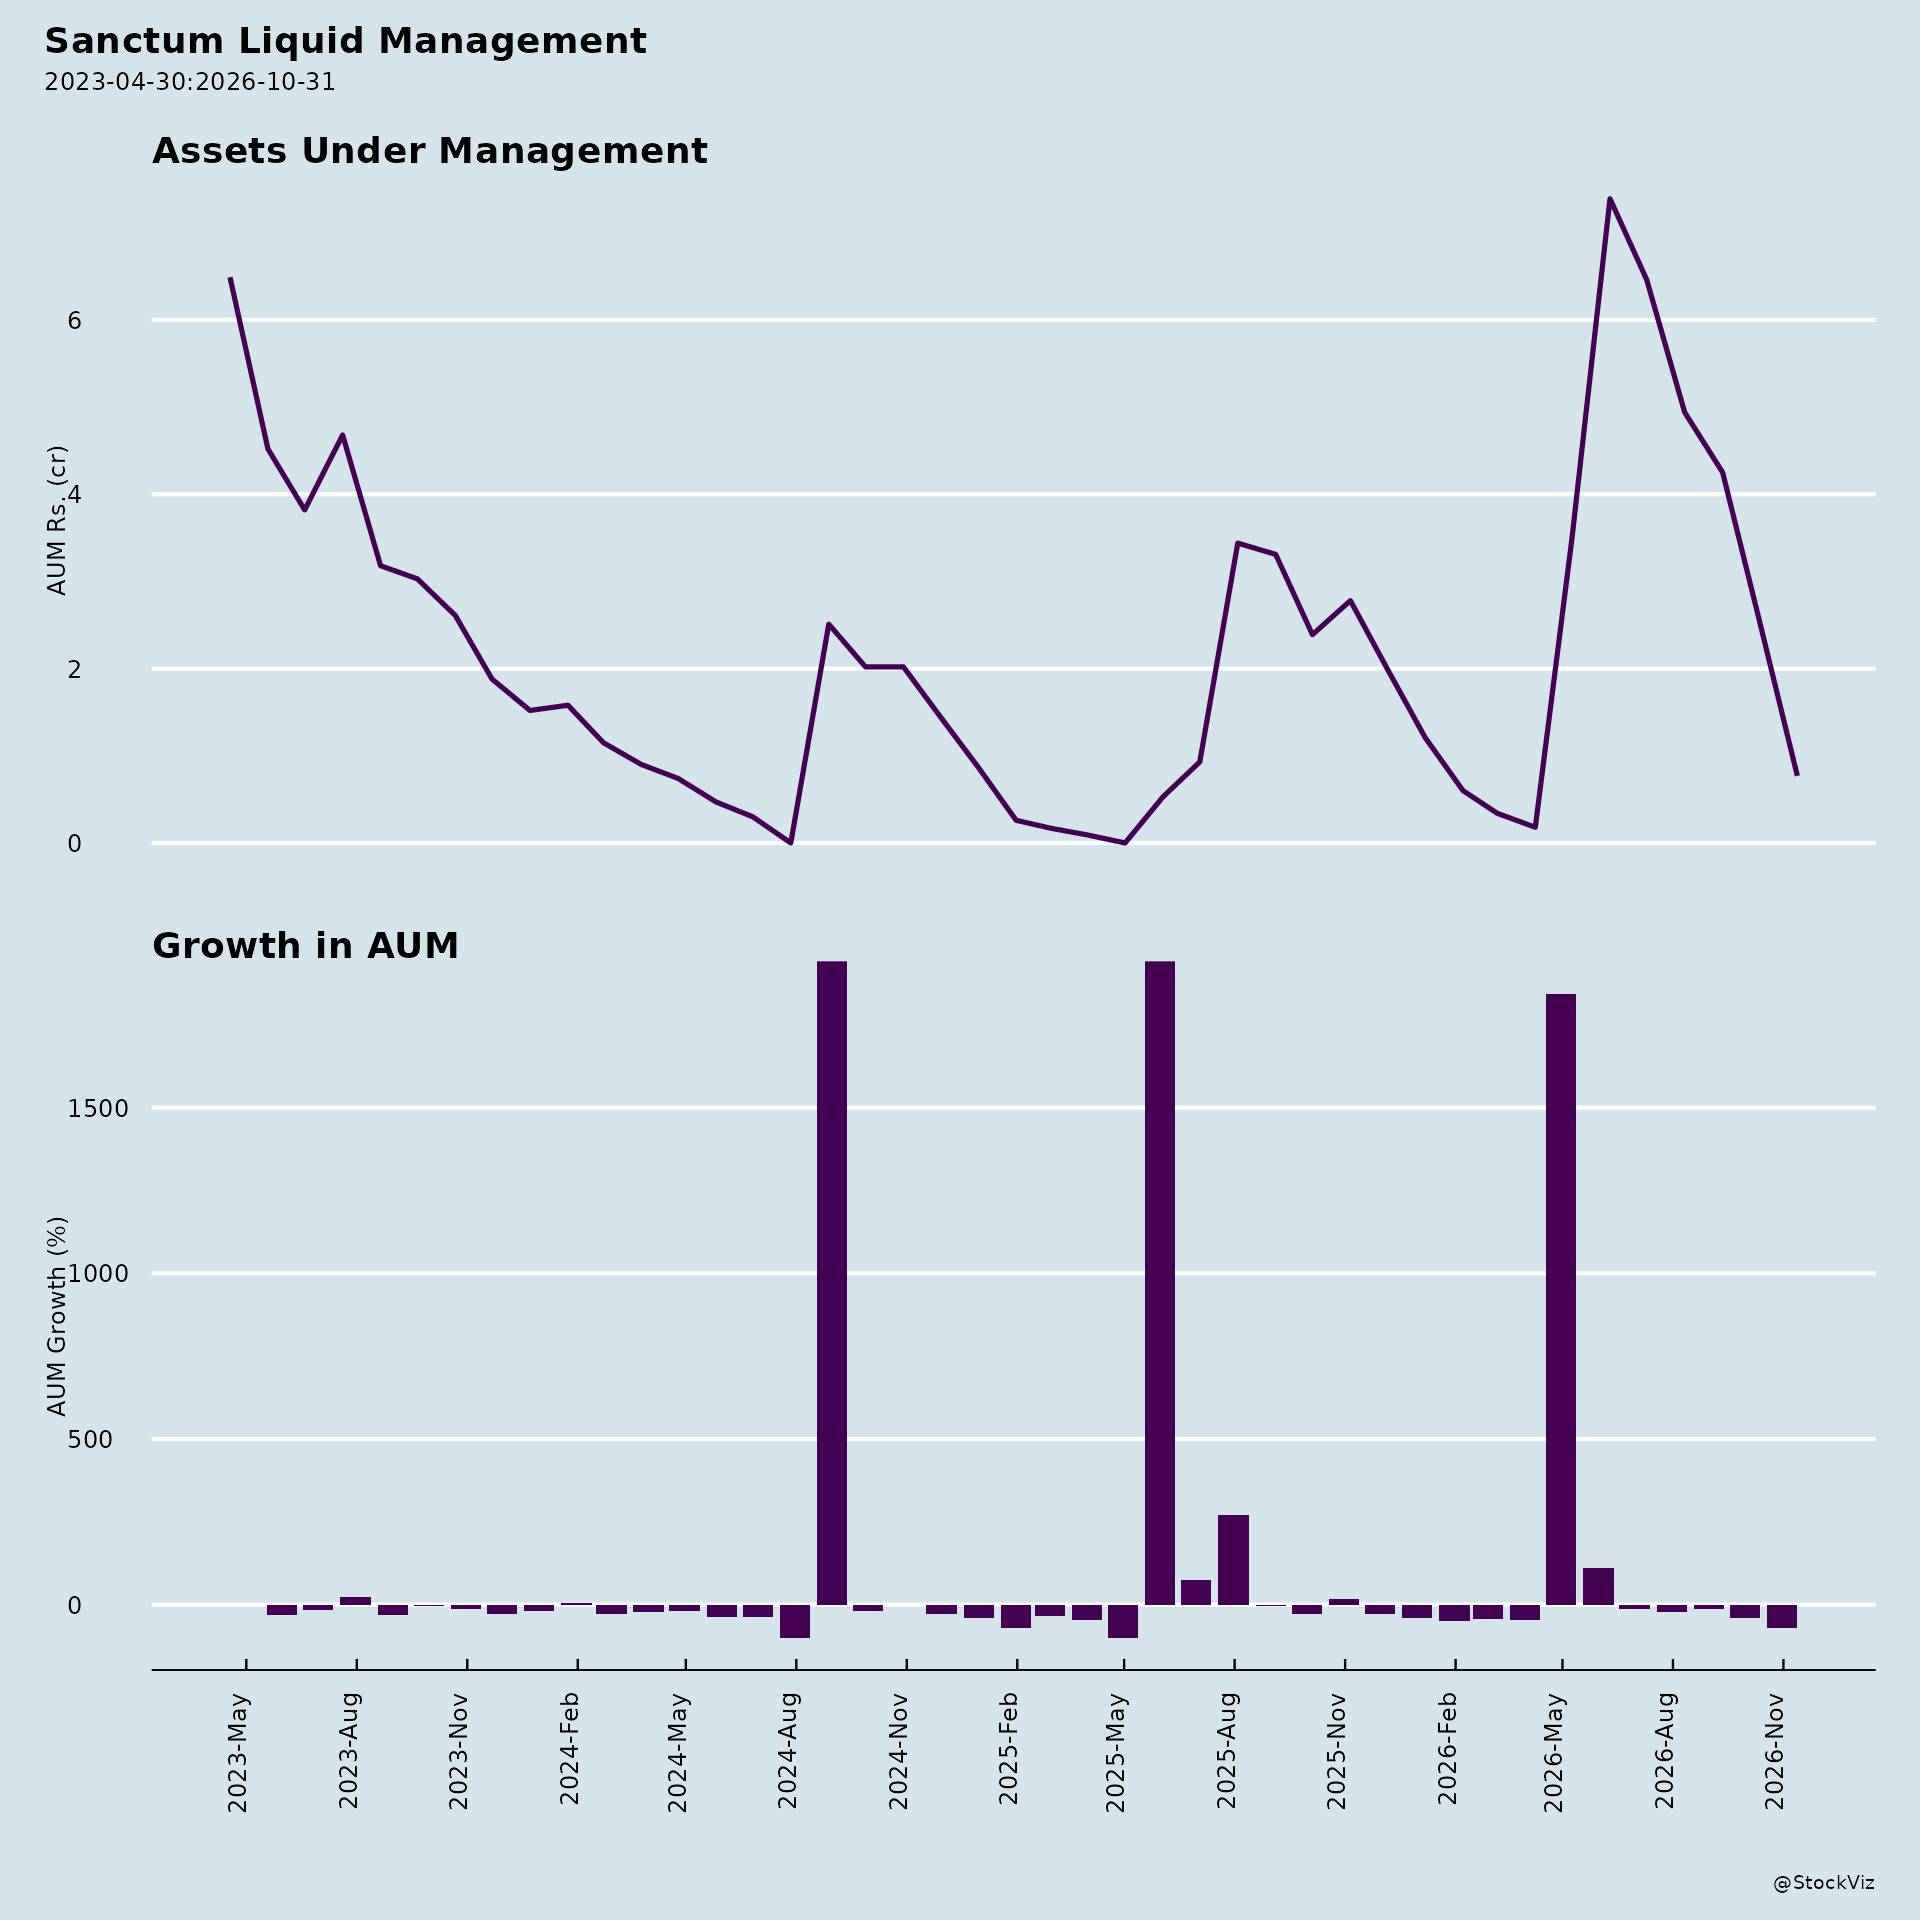 Sanctum Liquid Management
2023-04-30:2026-10-31
Assets Under Management
AUM Rs. (cr)
6
4
2
0
Growth in AUM
AUM Growth (%)
1500
1000
500
0
2023-May
2023-Aug
2023-Nov
2024-Feb
2024-May
2024-Aug
2024-Nov
2025-Feb
2025-May
2025-Aug
2025-Nov
2026-Feb
2026-May
2026-Aug
2026-Nov
@StockViz